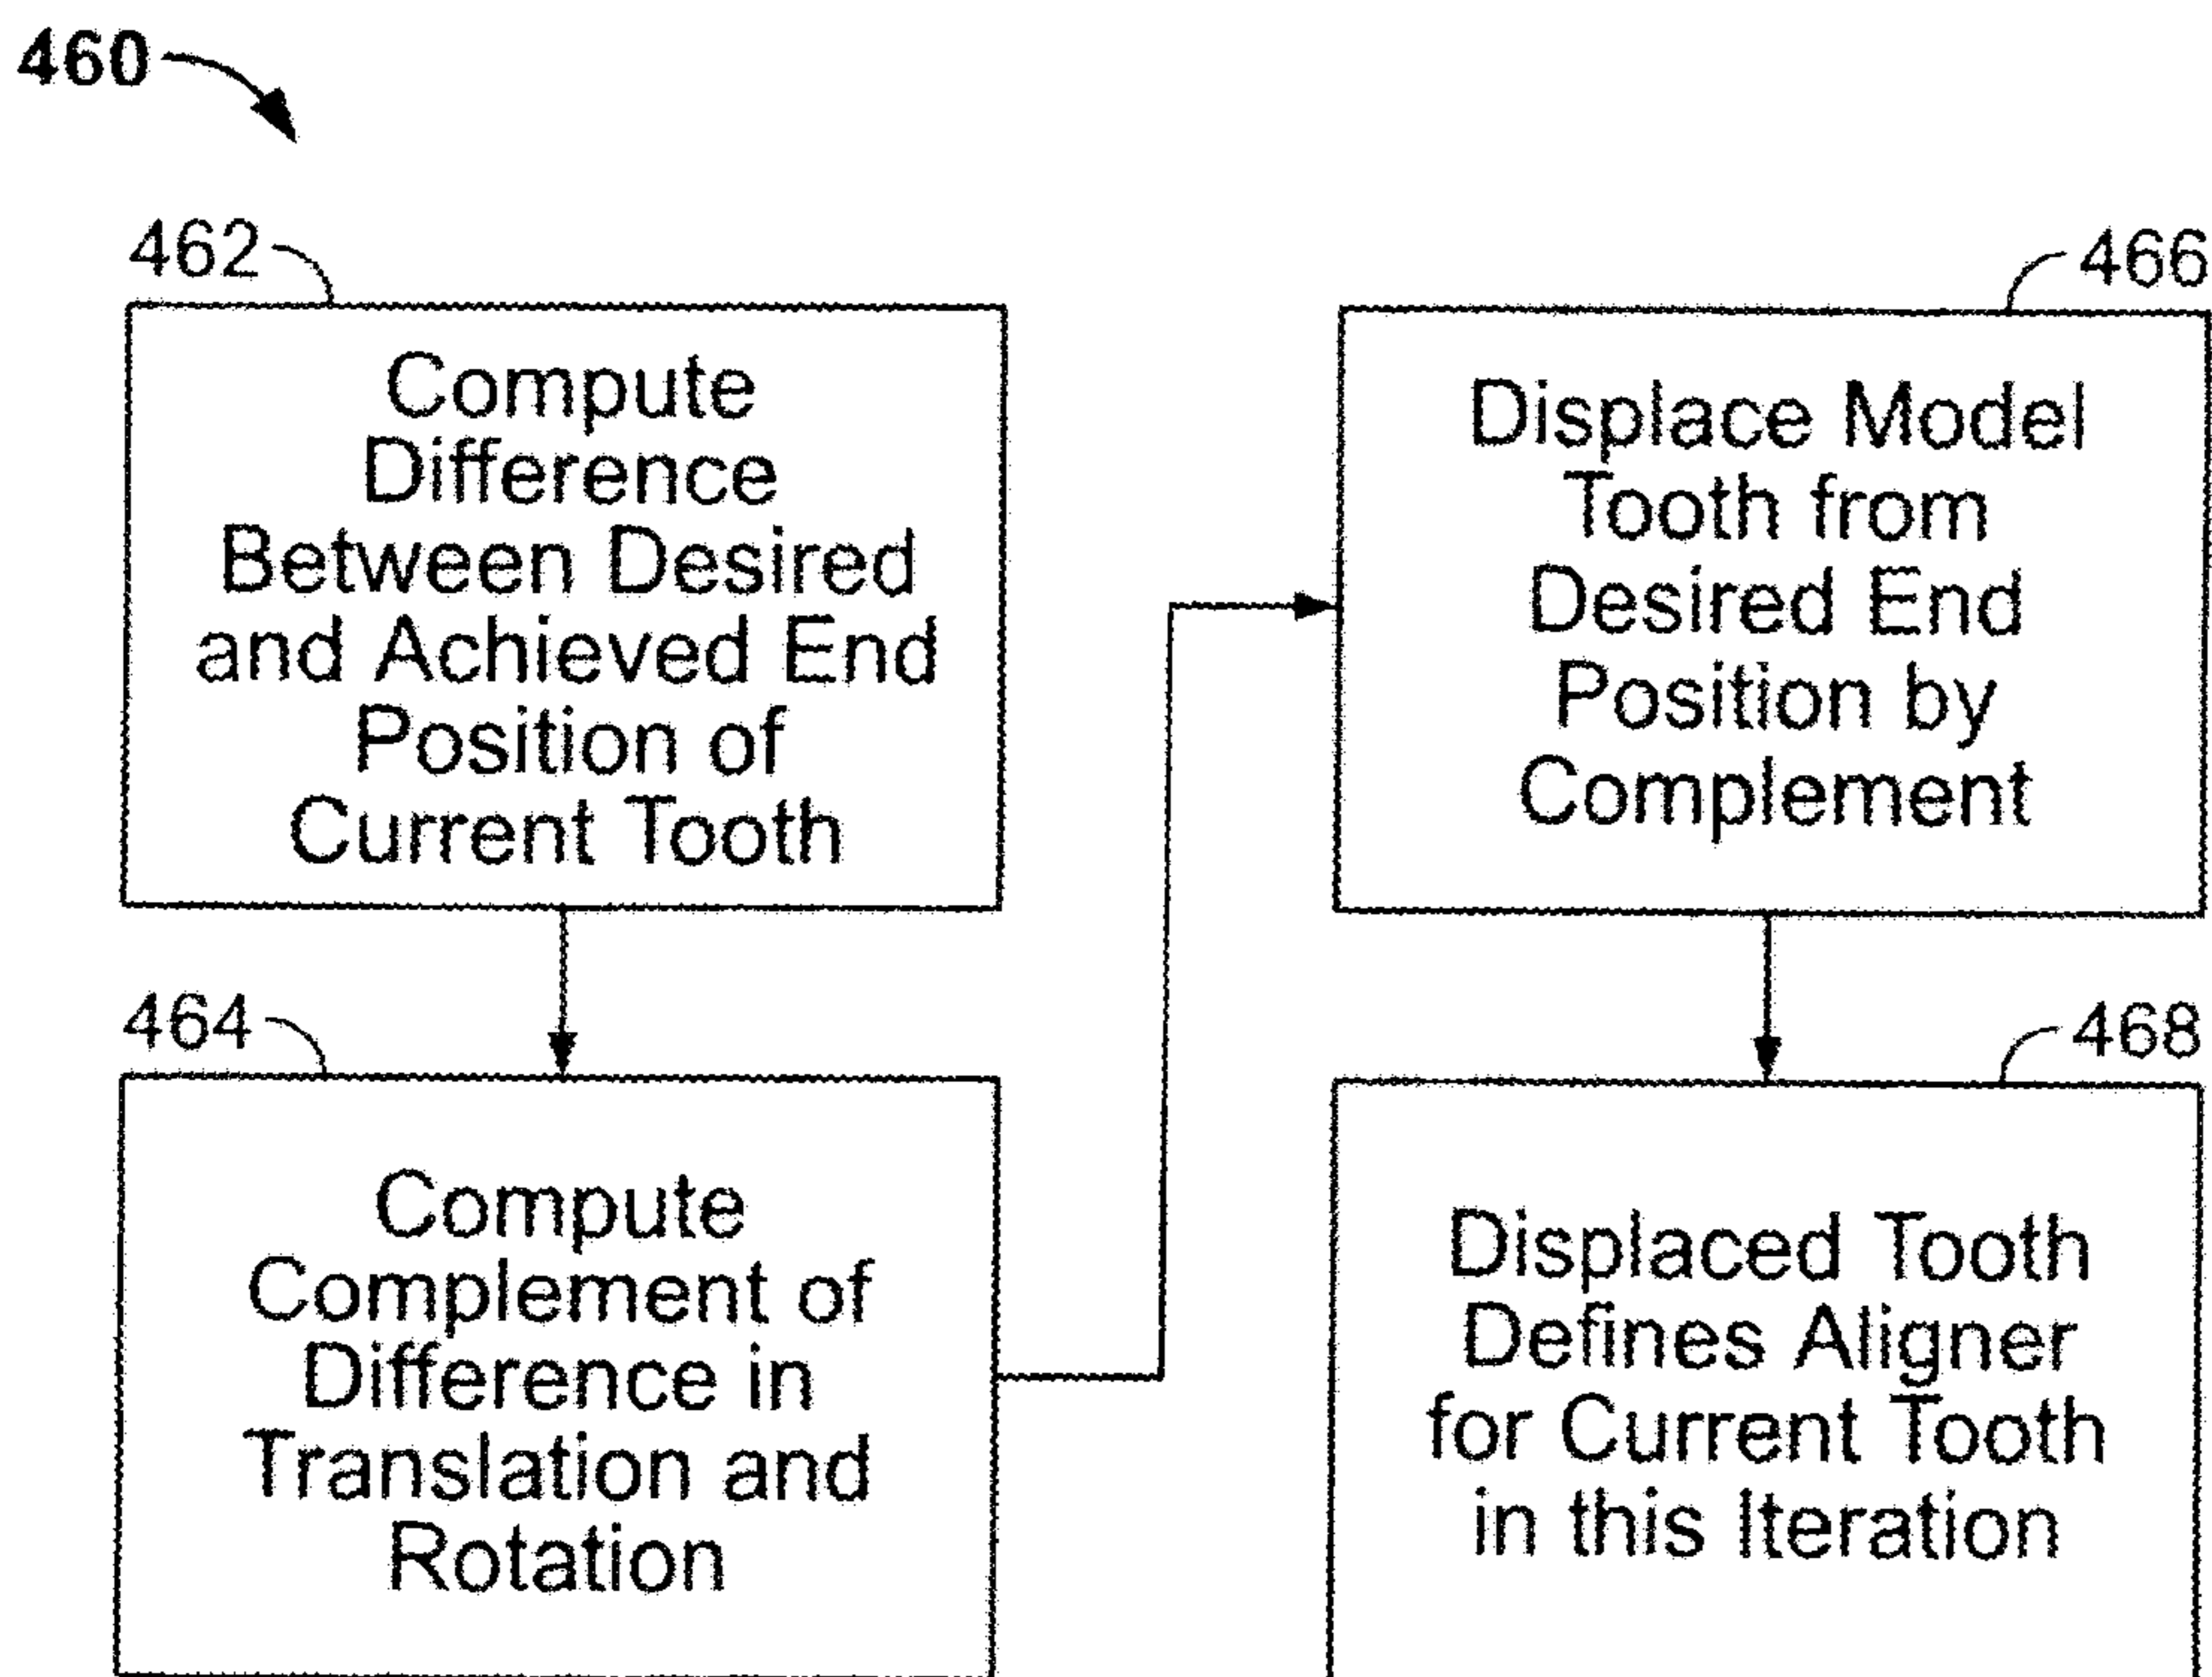 460
462
Compute
Difference
Between Desired
and Achieved End
Position of
Current Tooth
464
Compute
Complement of
Difference in
Translation and
Rotation
466
Displace Model
Tooth from
Desired End
Position by
Complement
468
Displaced Tooth
Defines Aligner
for Current Tooth
in this Iteration